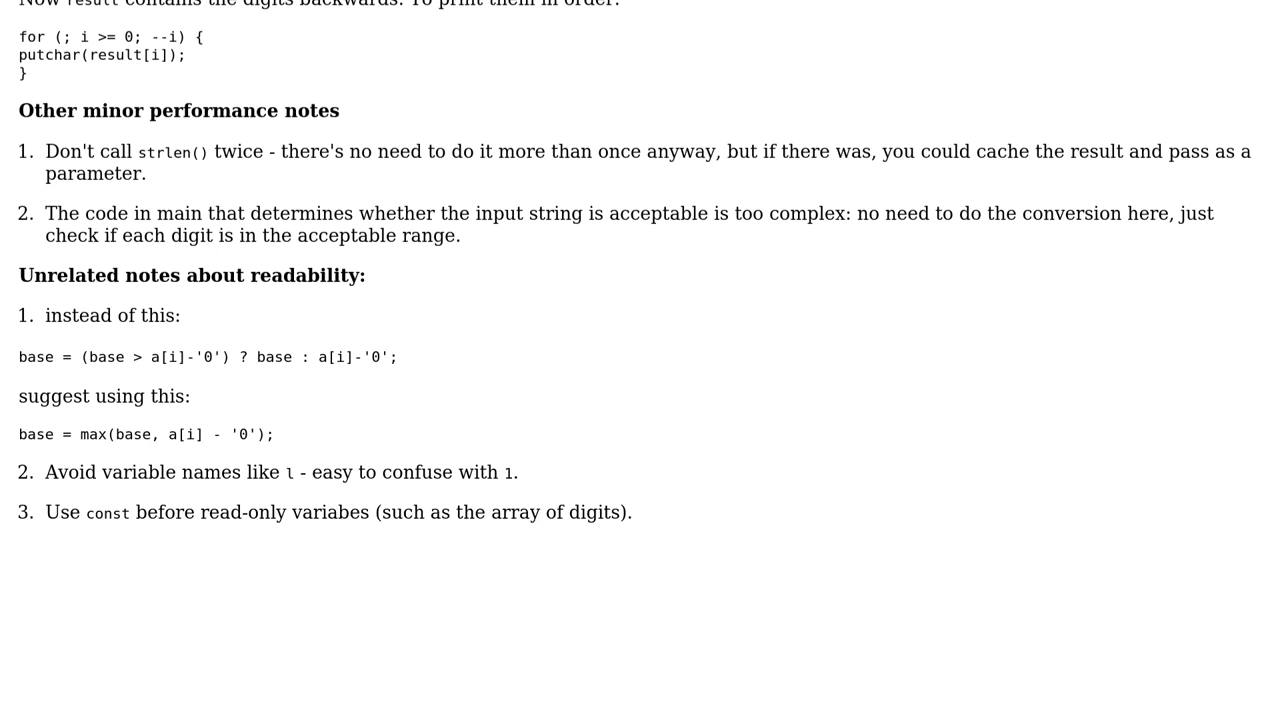 Now result contains the digits backwards. To print them in order:
for (; i >= 0; --i) {
putchar(result[i]);
}
Other minor performance notes
1. Don't call strlen() twice - there's no need to do it more than once anyway, but if there was, you could cache the result and pass as a
parameter.
2. The code in main that determines whether the input string is acceptable is too complex: no need to do the conversion here, just
check if each digit is in the acceptable range.
Unrelated notes about readability:
1. instead of this:
base = (base > a[i]-'0') ? base : a[i]-'0';
suggest using this:
base = max(base, a[i] - '0');
2. Avoid variable names like l - easy to confuse with 1.
3. Use const before read-only variabes (such as the array of digits).